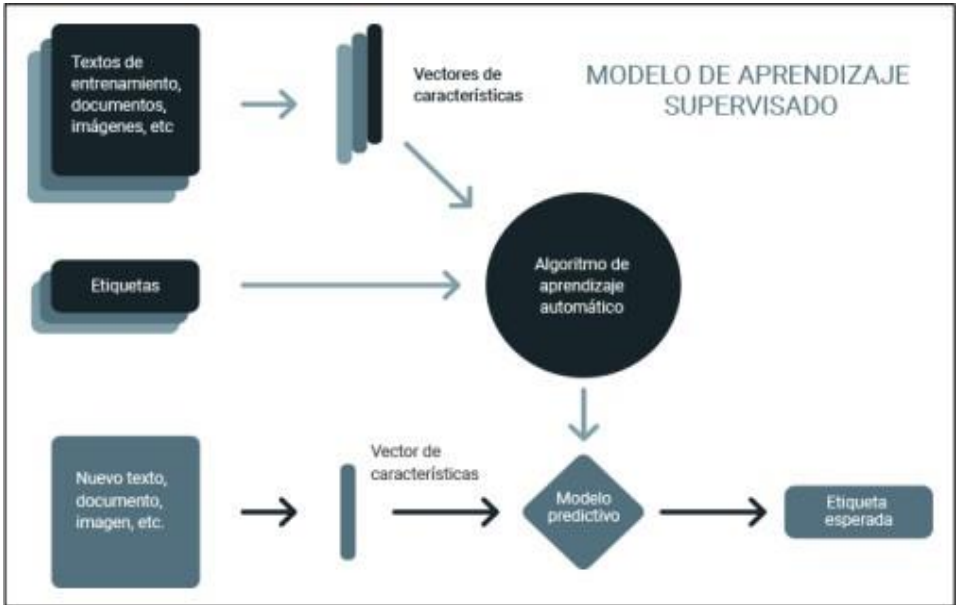 Textos de
entrenamiento,
documentos,
imágenes, etc
Vectores de
características
MODELO DE APRENDIZAJE
SUPERVISADO
Etiquetas
Algoritmo de
aprendizaje
automático
Nuevo texto,
documento,
imagen, etc.
Vector de
características
Modelo
predictivo
Etiqueta
esperada